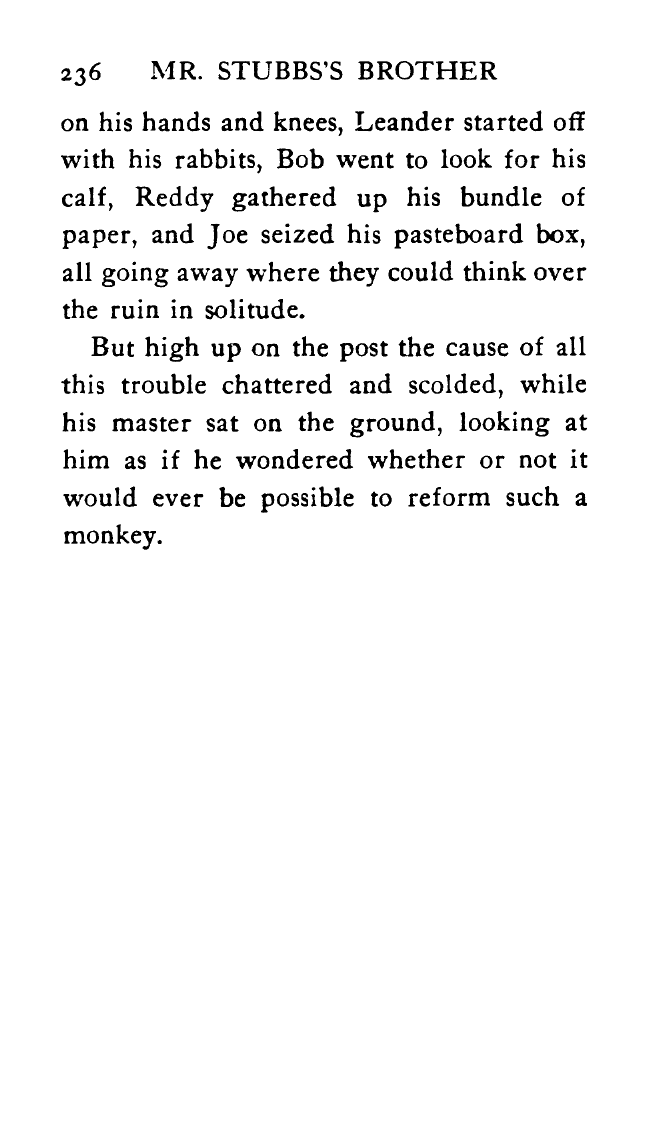 236 MR. STUBBS'S BROTHER
on his hands and knees, Leander started off
with his rabbits, Bob went to look for his
calf, Reddy gathered up his bundle of
paper, and Joe seized his pasteboard box,
all going away where they could think over
the ruin in solitude.
But high up on the post the cause of all
this trouble chattered and scolded, while
his master sat on the ground, looking at
him as if he wondered whether or not it
would ever be possible to reform such a
monkey.